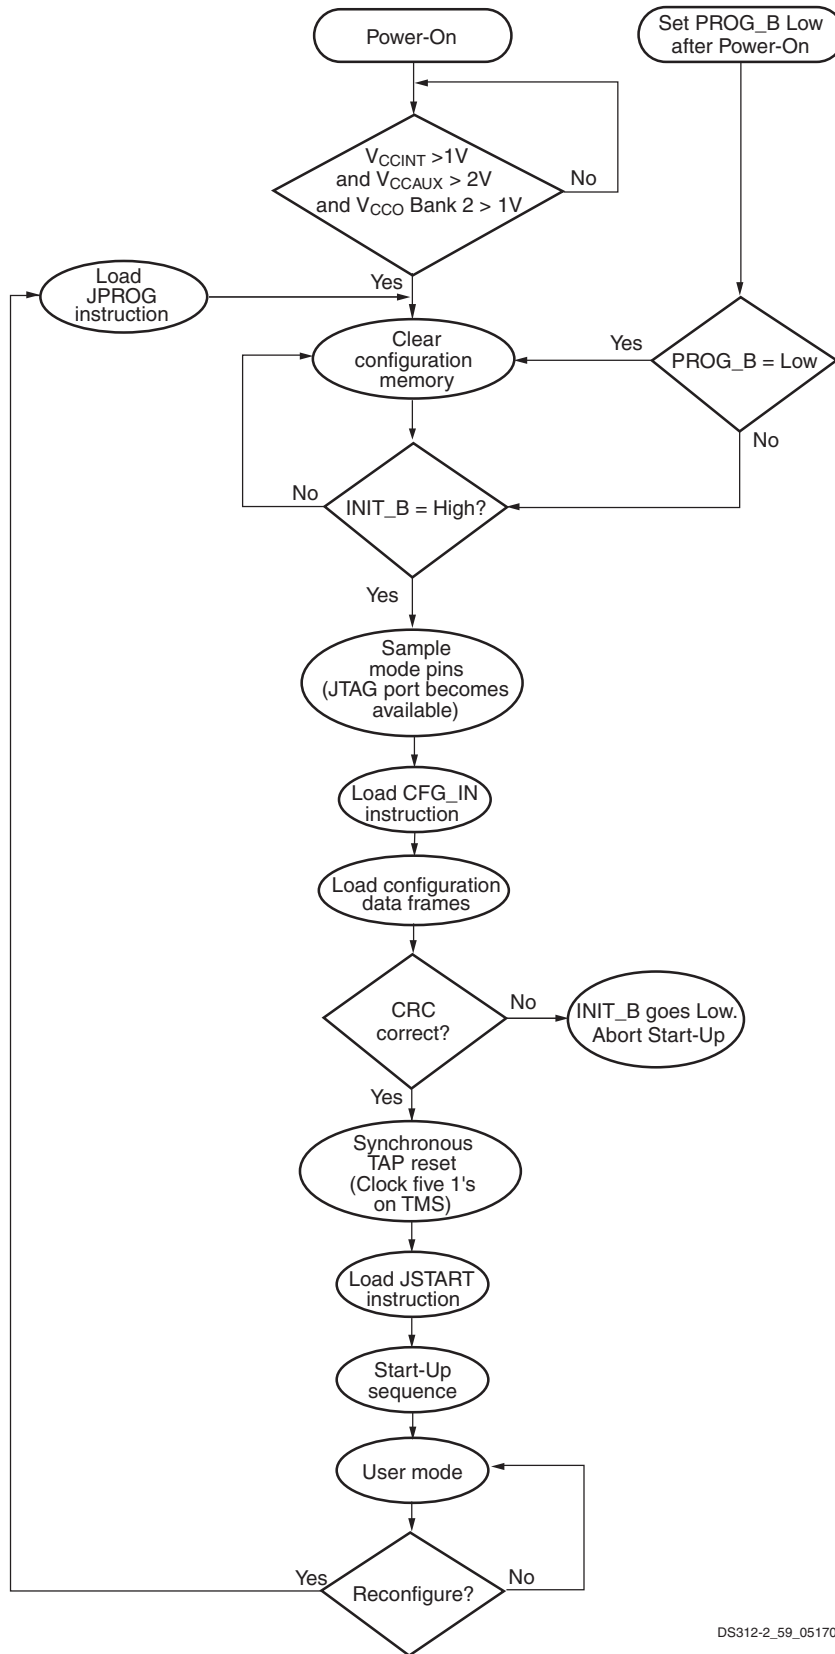 Power-On
Set PROG_B Low
after Power-On
VCCINT >1V
and VCCAUX > 2V
and VCCO Bank 2 > 1V
No
Yes
Load
JPROG
instruction
Clear
configuration
memory
Yes
PROG_B = Low
No
No
INIT_B = High?
Yes
Sample
mode pins
(JTAG port becomes
available)
Load CFG_IN
instruction
Load configuration
data frames
CRC
correct?
No
INIT_B goes Low.
Abort Start-Up
Yes
Synchronous
TAP reset
(Clock five 1's
on TMS)
Load JSTART
instruction
Start-Up
sequence
User mode
Yes
Reconfigure?
No
DS312-2_59_05170